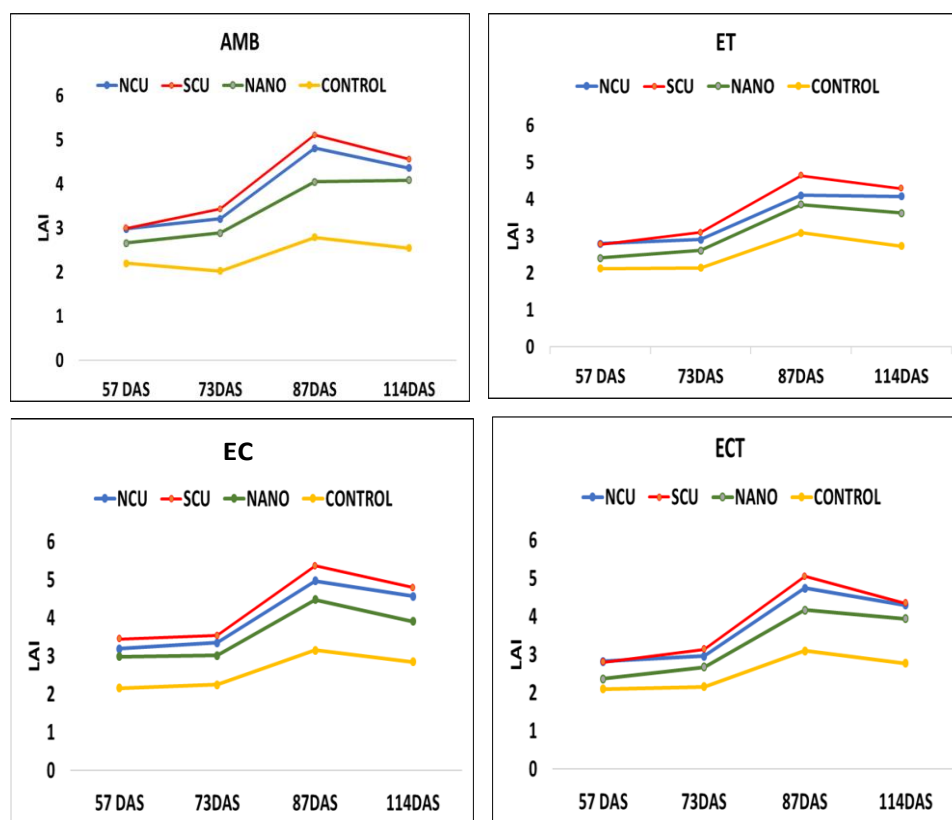 AMB
NCU SCU NANO CONTROL
6
5
4
3
2
1
0
LAI
57 DAS 73DAS 87DAS 114DAS
ET
NCU SCU NANO CONTROL
6
5
4
3
2
1
0
LAI
57 DAS 73DAS 87DAS 114DAS
EC
NCU SCU NANO CONTROL
6
5
4
3
2
1
0
LAI
57 DAS 73DAS 87DAS 114DAS
ECT
NCU SCU NANO CONTROL
6
5
4
3
2
1
0
LAI
57 DAS 73DAS 87DAS 114DAS